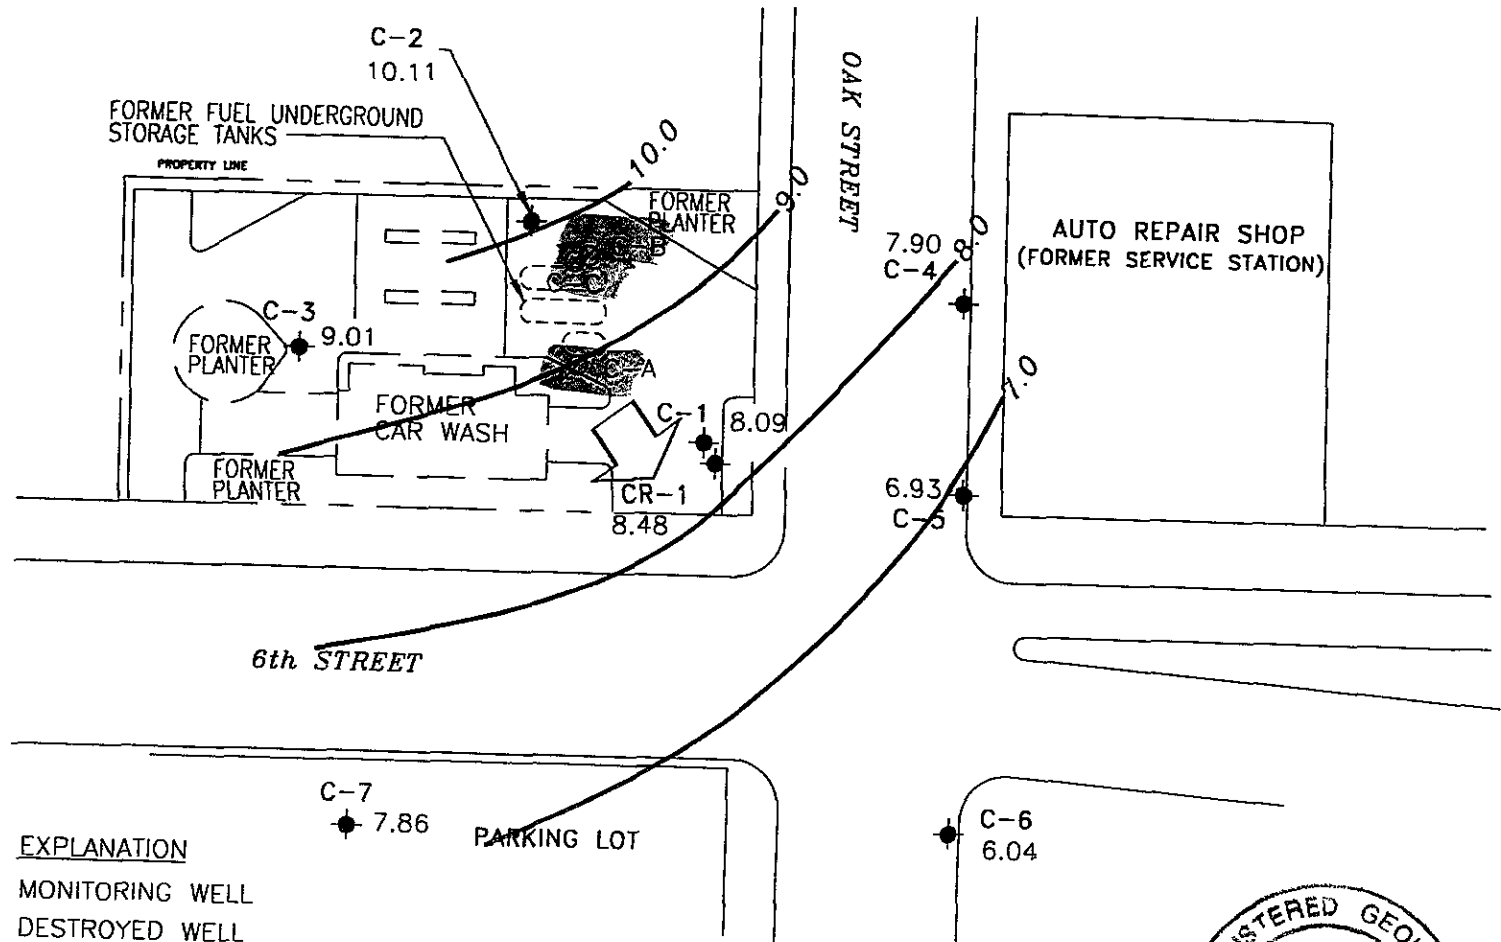 C-2
10.11
FORMER FUEL UNDERGROUND
STORAGE TANKS
PROPERTY LINE
10.0
9.0
OAK STREET
FORMER
PLANTER
8.0
7.90
C-4
AUTO REPAIR SHOP
(FORMER SERVICE STATION)
C-3
9.01
FORMER
PLANTER
7.0
FORMER
CAR WASH
C-1
8.09
FORMER
PLANTER
CR-1
8.48
6.93
C-5
6th STREET
C-7
7.86
PARKING LOT
C-6
6.04
EXPLANATION
MONITORING WELL
DESTROYED WELL